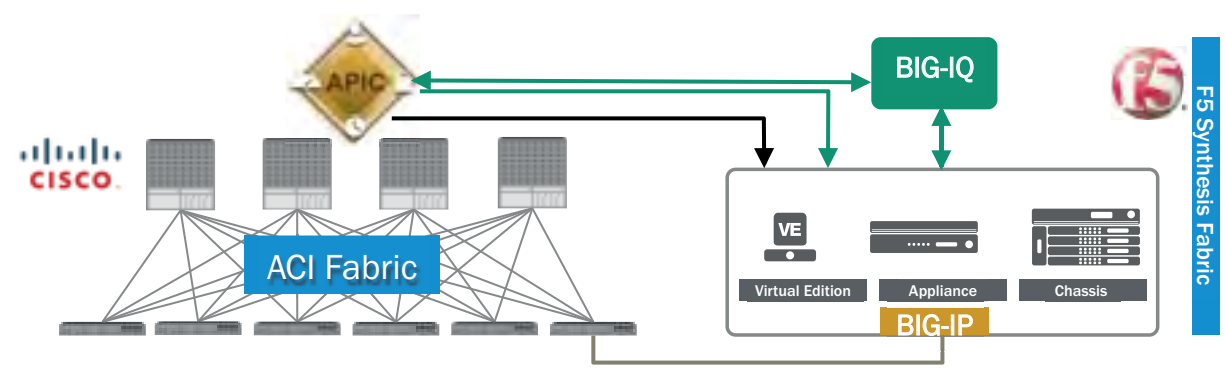 APIC
BIG-IQ
F5
CISCO.
ACI Fabric
VE
Virtual Edition
Appliance
Chassis
BIG-IP
F5 Synthesis Fabric